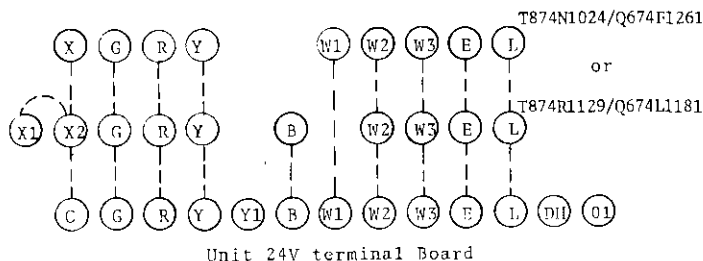 T874N1024/Q674F1261
X G R Y W1 W2 W3 E L
or
T874R1129/Q674L1181
X1 X2 G R Y B W2 W3 E L
C G R Y Y1 B W1 W2 W3 E L DH 01
Unit 24V terminal Board